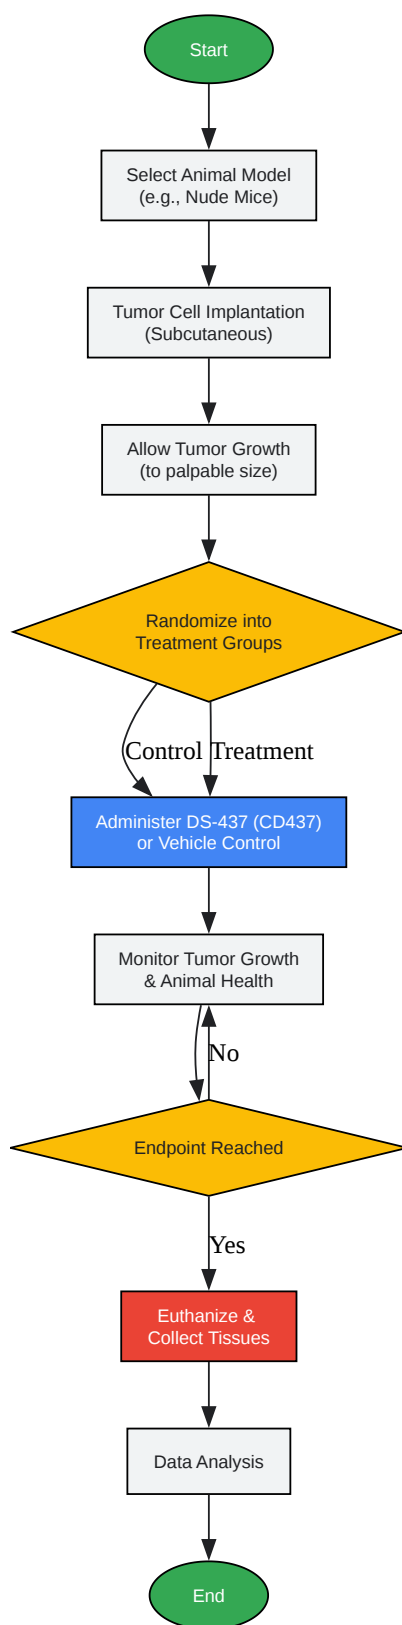 Start
Select Animal Model
(e.g., Nude Mice)
Tumor Cell Implantation
(Subcutaneous)
Allow Tumor Growth
(to palpable size)
Randomize into
Treatment Groups
Control
Treatment
Administer DS-437 (CD437)
or Vehicle Control
Monitor Tumor Growth
& Animal Health
No
Endpoint Reached
Yes
Euthanize &
Collect Tissues
Data Analysis
End